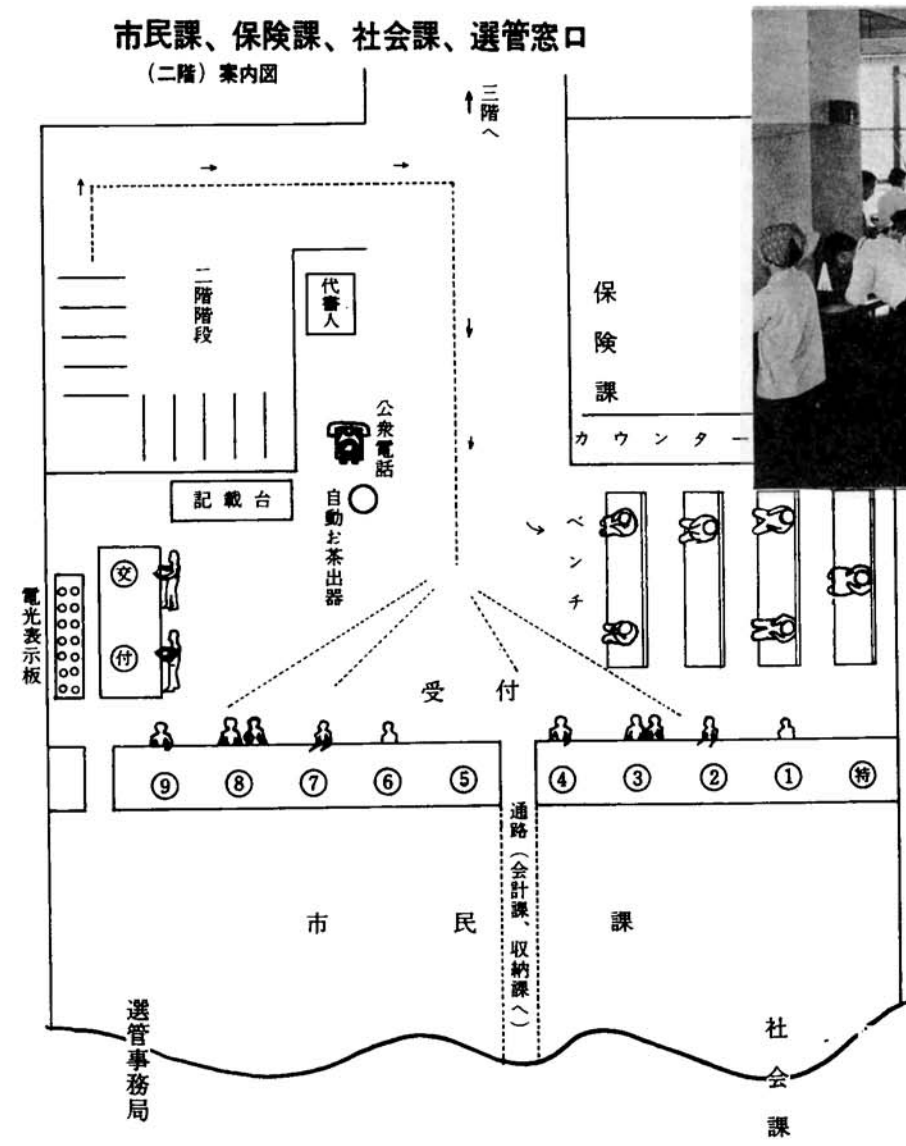 市民課、保険課、社会課、選管窓口
(二階)案内図
三階へ
二階階段
代書人
保険課
カウンター
公衆電話
自動お茶出器
記載台
ベンチ
電光表示板
交
付
受付
⑨ ⑧ ⑦ ⑥ ⑤ ④ ③ ② ① 特
通路(会計課、収納課へ)
市民課
選管事務局
社会課